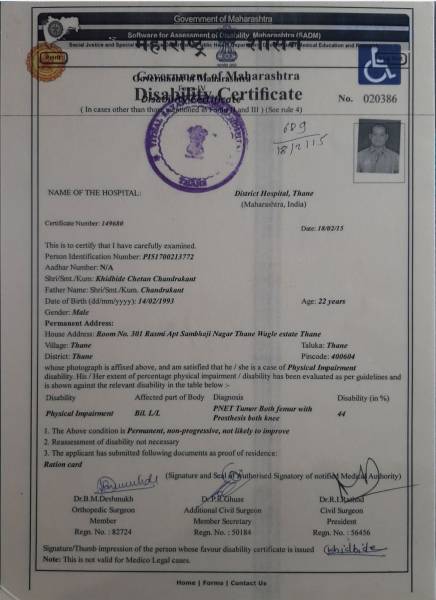 Government of Maharashtra
Software for Assessment of Disability, Maharashtra (SADM)
महाराष्ट्र शासन
Government of Maharashtra
Disability Certificate
No. 020386
( In cases other than those mentioned in Form II and III ) (See rule 4)
609
18/2/15
NAME OF THE HOSPITAL:
District Hospital, Thane
(Maharashtra, India)
Certificate Number: 149680
Date: 18/02/15
This is to certify that I have carefully examined.
Person Identification Number: PIS1700213772
Aadhar Number: N/A
Shri/Smt./Kum: Khidbide Chetan Chandrakant
Father Name: Shri/Smt./Kum. Chandrakant
Date of Birth (dd/mm/yyyy): 14/02/1993 Age: 22 years
Gender: Male
Permanent Address:
House Address: Room No. 301 Rasmi Apt Sambhaji Nagar Thane Wagle estate Thane
Village: Thane Taluka: Thane
District: Thane Pincode: 400604
whose photograph is affixed above, and am satisfied that he / she is a case of Physical Impairment
disability. His / Her extent of percentage physical impairment / disability has been evaluated as per guidelines and
is shown against the relevant disability in the table below :-
Disability Affected part of Body Diagnosis Disability (in %)
Physical Impairment Bil. L/L PNET Tumor Both femur with Prosthesis both knee 44
1. The Above condition is Permanent, non-progressive, not likely to improve
2. Reassessment of disability not necessary
3. The applicant has submitted following documents as proof of residence:
Ration card
(Signature and Seal of Authorised Signatory of notified Medical Authority)
Dr.B.M.Deshmukh Dr.P.R.Ghuse Dr.R.T.
Orthopedic Surgeon Additional Civil Surgeon Civil Surgeon
Member Member Secretary President
Regn. No. : 82724 Regn. No. : 50184 Regn. No. : 56456
Signature/Thumb impression of the person whose favour disability certificate is issued Khidbide
Note: This is not valid for Medico Legal cases.
Home | Forms | Contact Us